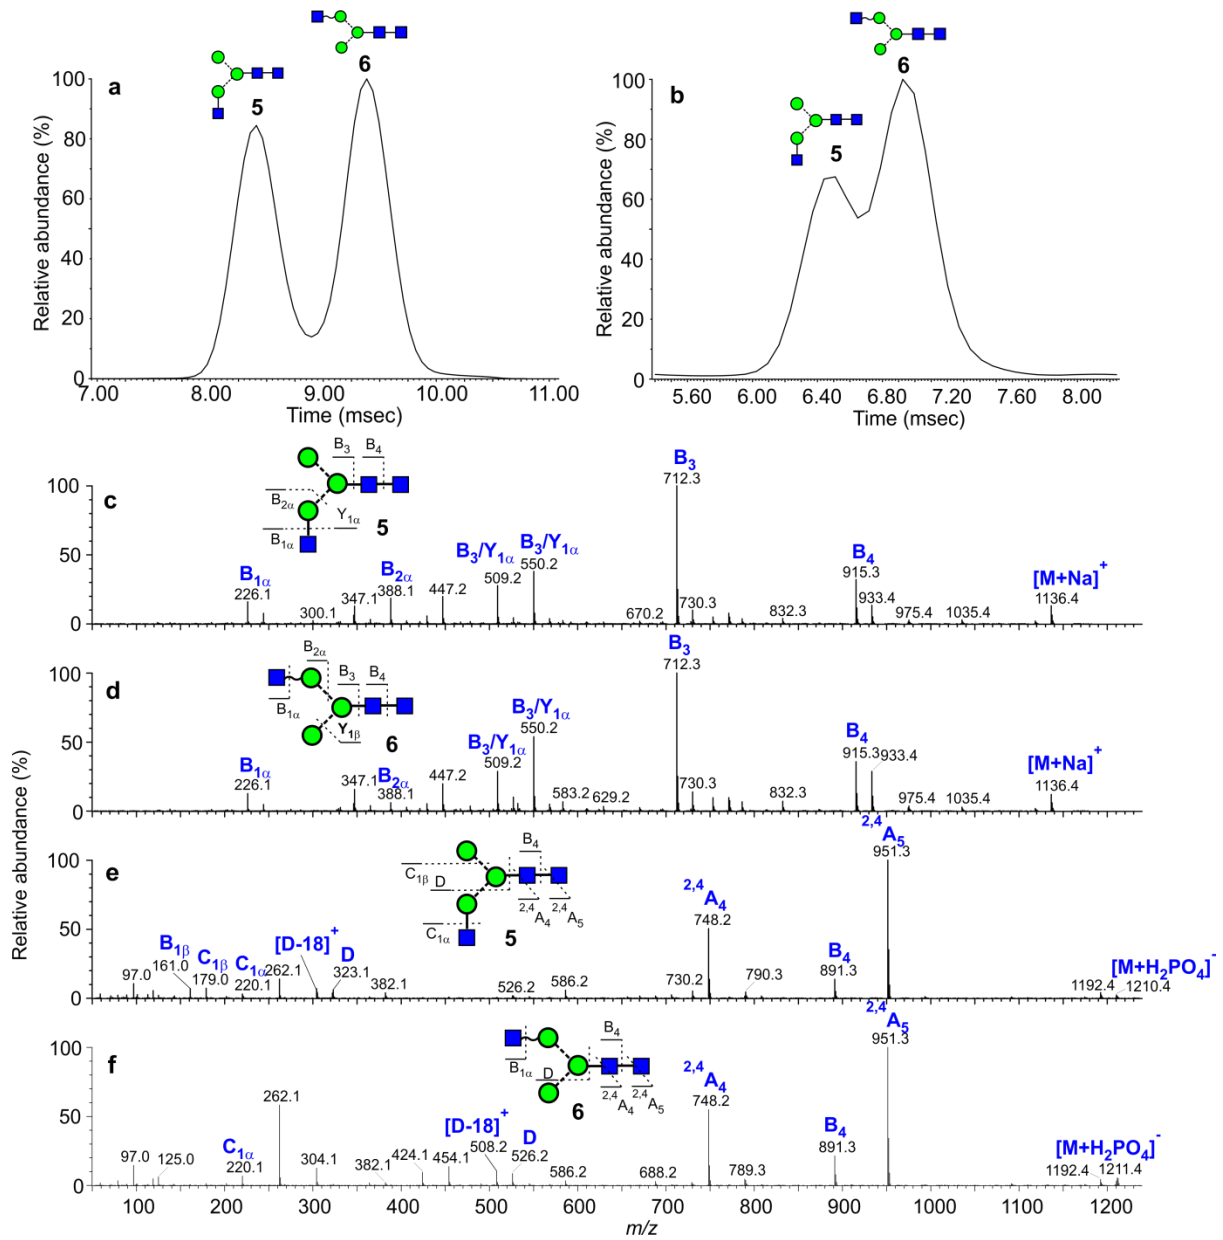 a
b
5
6
5
6
Relative abundance (%)
100
80
60
40
20
0
7.00 8.00 9.00 10.00 11.00
Time (msec)
Relative abundance (%)
100
80
60
40
20
0
5.60 6.00 6.40 6.80 7.20 7.60 8.00
Time (msec)
Relative abundance (%)
c
100
50
0
B3 B4
B2α
Y1α
B1α
5
B1α
226.1
300.1
347.1
B2α
388.1
447.2
B3/Y1α
509.2
B3/Y1α
550.2
670.2
B3
712.3
730.3
832.3
B4
915.3
933.4
975.4
1035.4
[M+Na]+
1136.4
d
100
50
0
B2α
B3 B4
B1α
Y1β
6
B1α
226.1
347.1
B2α
388.1
447.2
B3/Y1α
509.2
B3/Y1α
550.2
583.2
629.2
B3
712.3
730.3
832.3
B4
915.3
933.4
975.4
1035.4
[M+Na]+
1136.4
e
100
50
0
B4
C1β D
2,4A4 2,4A5
C1α
5
97.0
B1β
161.0
C1β
179.0
C1α
220.1
262.1
[D-18]+
D
323.1
382.1
526.2
586.2
730.2
2,4A4
748.2
790.3
B4
891.3
2,4A5
951.3
[M+H2PO4]-
1192.4
1210.4
f
100
50
0
B4
B1α D
2,4A4 2,4A5
6
97.0
125.0
C1α
220.1
262.1
304.1
382.1
424.1
454.1
[D-18]+
508.2
D
526.2
586.2
688.2
2,4A4
748.2
789.3
B4
891.3
2,4A5
951.3
[M+H2PO4]-
1192.4
1211.4
100 200 300 400 500 600 700 800 900 1000 1100 1200
m/z